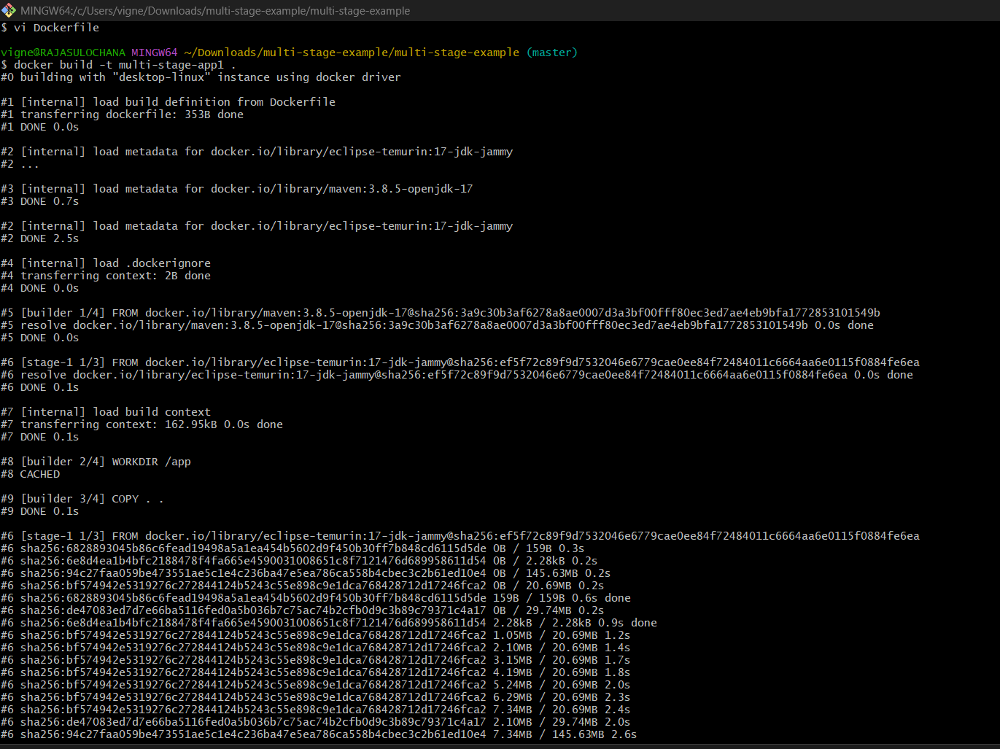 MINGW64:/c/Users/vigne/Downloads/multi-stage-example/multi-stage-example
$ vi Dockerfile
vigne@RAJASULOCHANA MINGW64 ~/Downloads/multi-stage-example/multi-stage-example (master)
$ docker build -t multi-stage-app1 .
#0 building with "desktop-linux" instance using docker driver
#1 [internal] load build definition from Dockerfile
#1 transferring dockerfile: 353B done
#1 DONE 0.0s
#2 [internal] load metadata for docker.io/library/eclipse-temurin:17-jdk-jammy
#2 ...
#3 [internal] load metadata for docker.io/library/maven:3.8.5-openjdk-17
#3 DONE 0.7s
#2 [internal] load metadata for docker.io/library/eclipse-temurin:17-jdk-jammy
#2 DONE 2.5s
#4 [internal] load .dockerignore
#4 transferring context: 2B done
#4 DONE 0.0s
#5 [builder 1/4] FROM docker.io/library/maven:3.8.5-openjdk-17@sha256:3a9c30b3af6278a8ae0007d3a3bf00fff80ec3ed7ae4eb9bfa1772853101549b
#5 resolve docker.io/library/maven:3.8.5-openjdk-17@sha256:3a9c30b3af6278a8ae0007d3a3bf00fff80ec3ed7ae4eb9bfa1772853101549b 0.0s done
#5 DONE 0.0s
#6 [stage-1 1/3] FROM docker.io/library/eclipse-temurin:17-jdk-jammy@sha256:ef5f72c89f9d7532046e6779cae0ee84f72484011c6664aa6e0115f0884fe6ea
#6 resolve docker.io/library/eclipse-temurin:17-jdk-jammy@sha256:ef5f72c89f9d7532046e6779cae0ee84f72484011c6664aa6e0115f0884fe6ea 0.0s done
#6 DONE 0.1s
#7 [internal] load build context
#7 transferring context: 162.95kB 0.0s done
#7 DONE 0.1s
#8 [builder 2/4] WORKDIR /app
#8 CACHED
#9 [builder 3/4] COPY . .
#9 DONE 0.1s
#6 [stage-1 1/3] FROM docker.io/library/eclipse-temurin:17-jdk-jammy@sha256:ef5f72c89f9d7532046e6779cae0ee84f72484011c6664aa6e0115f0884fe6ea
#6 sha256:6828893045b86c6fead19498a5a1ea454b5602d9f450b30ff7b848cd6115d5de 0B / 159B 0.3s
#6 sha256:6e8d4ea1b4bfc2188478f4fa665e4590031008651c8f7121476d689958611d54 0B / 2.28kB 0.2s
#6 sha256:94c27faa059be473551ae5c1e4c236ba47e5ea786ca558b4cbec3c2b61ed10e4 0B / 145.63MB 0.2s
#6 sha256:bf574942e5319276c272844124b5243c55e898c9e1dca768428712d17246fca2 0B / 20.69MB 0.2s
#6 sha256:6828893045b86c6fead19498a5a1ea454b5602d9f450b30ff7b848cd6115d5de 159B / 159B 0.6s done
#6 sha256:de47083ed7d7e66ba5116fed0a5b036b7c75ac74b2cfb0d9c3b89c79371c4a17 0B / 29.74MB 0.2s
#6 sha256:6e8d4ea1b4bfc2188478f4fa665e4590031008651c8f7121476d689958611d54 2.28kB / 2.28kB 0.9s done
#6 sha256:bf574942e5319276c272844124b5243c55e898c9e1dca768428712d17246fca2 1.05MB / 20.69MB 1.2s
#6 sha256:bf574942e5319276c272844124b5243c55e898c9e1dca768428712d17246fca2 2.10MB / 20.69MB 1.4s
#6 sha256:bf574942e5319276c272844124b5243c55e898c9e1dca768428712d17246fca2 3.15MB / 20.69MB 1.7s
#6 sha256:bf574942e5319276c272844124b5243c55e898c9e1dca768428712d17246fca2 4.19MB / 20.69MB 1.8s
#6 sha256:bf574942e5319276c272844124b5243c55e898c9e1dca768428712d17246fca2 5.24MB / 20.69MB 2.0s
#6 sha256:bf574942e5319276c272844124b5243c55e898c9e1dca768428712d17246fca2 6.29MB / 20.69MB 2.3s
#6 sha256:bf574942e5319276c272844124b5243c55e898c9e1dca768428712d17246fca2 7.34MB / 20.69MB 2.4s
#6 sha256:de47083ed7d7e66ba5116fed0a5b036b7c75ac74b2cfb0d9c3b89c79371c4a17 2.10MB / 29.74MB 2.0s
#6 sha256:94c27faa059be473551ae5c1e4c236ba47e5ea786ca558b4cbec3c2b61ed10e4 7.34MB / 145.63MB 2.6s